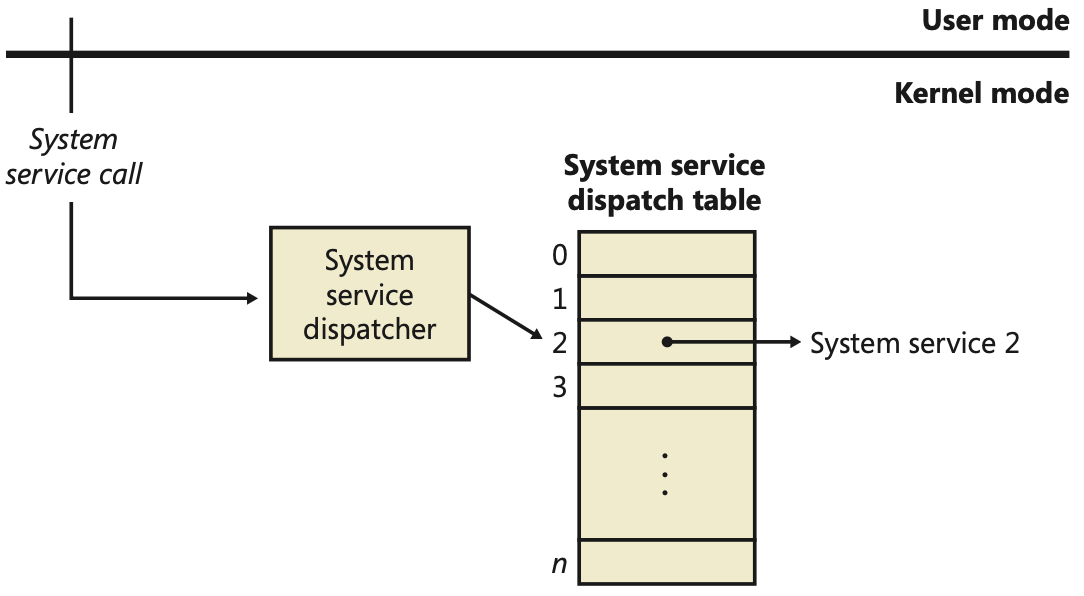 User mode
Kernel mode
System
service call
System service
dispatch table
System
service
dispatcher
0
1
2
3
n
System service 2